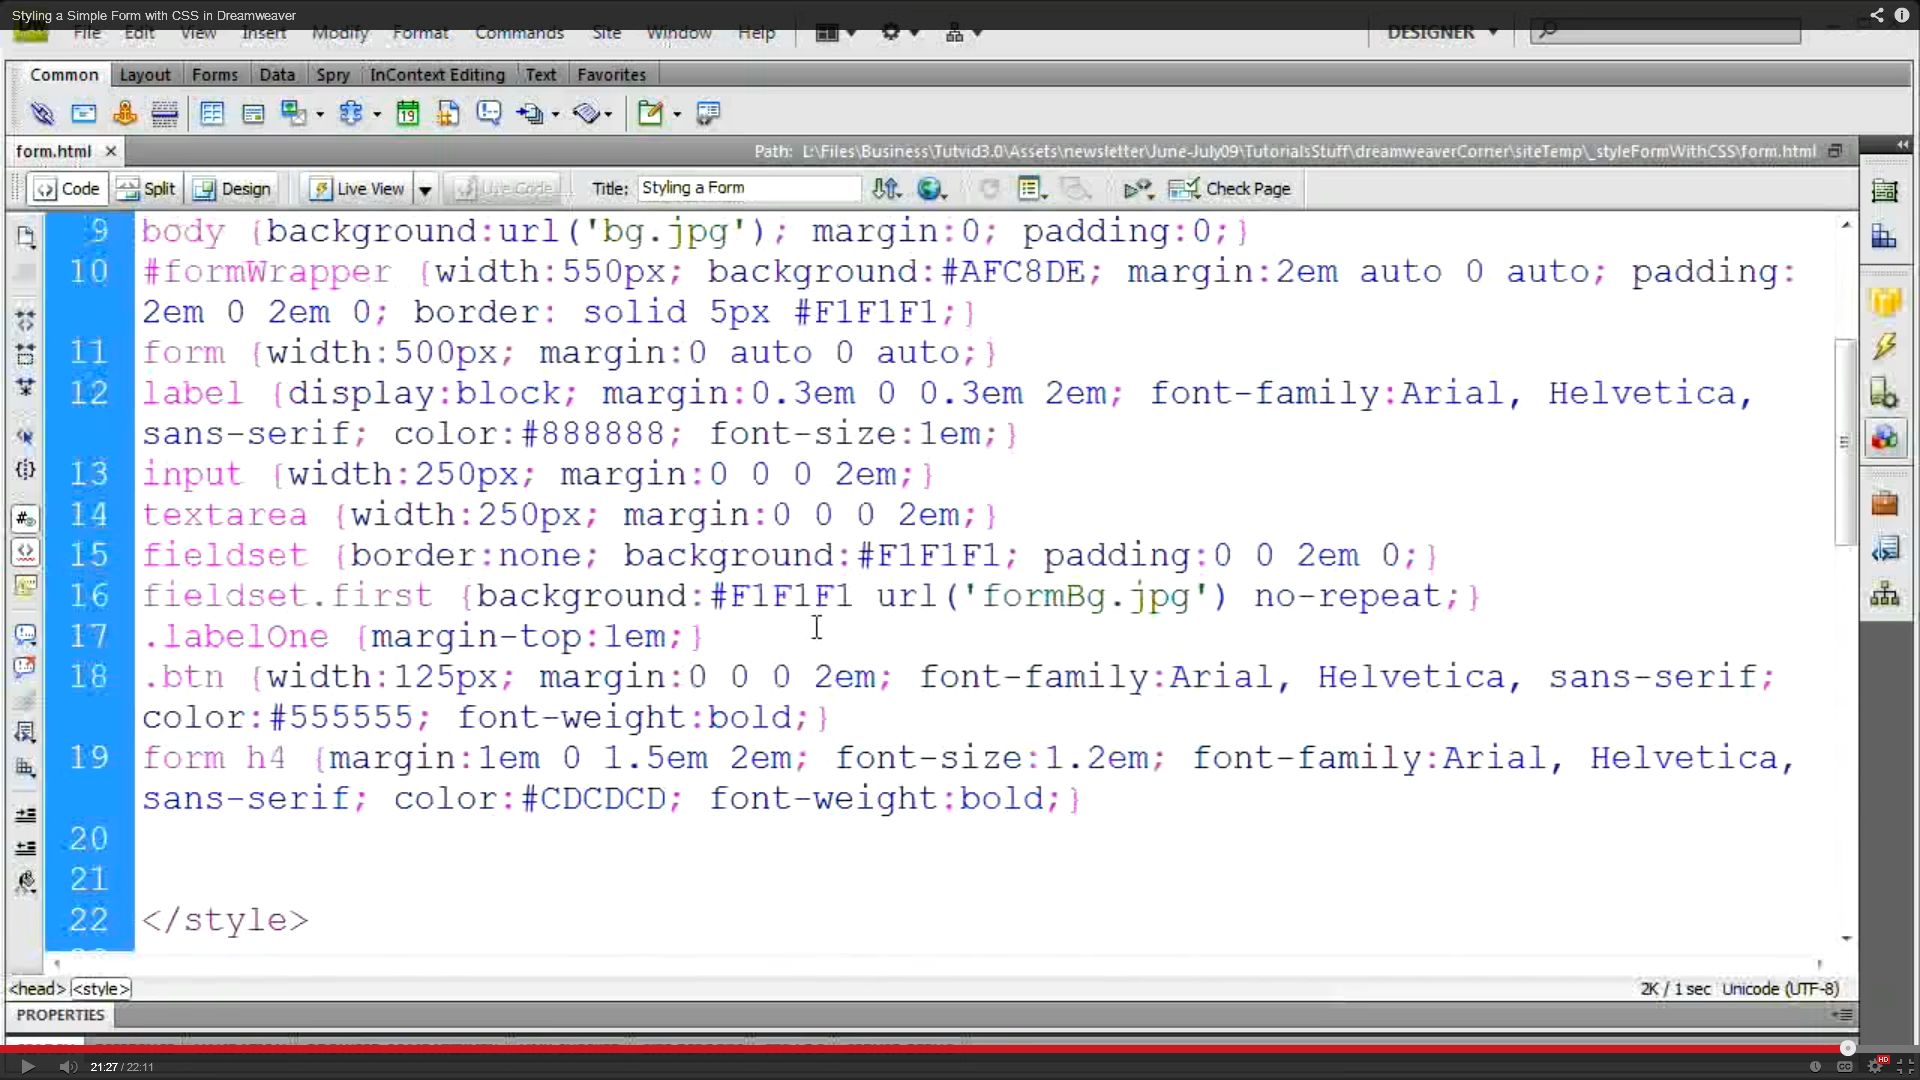 Styling a Simple Form with CSS in Dreamweaver
File Edit View Insert Modify Format Commands Site Window Help DESIGNER
Common Layout Forms Data Spry InContext Editing Text Favorites
19
form.html Path: L:\Files\Business\Tutvid3.0\Assets\newsletter\June-July09\TutorialsStuff\dreamweaverCorner\siteTemp\_styleFormWithCSS\form.html
Code Split Design Live View Use Code Title: Styling a Form Check Page
9 body {background:url('bg.jpg'); margin:0; padding:0;}
10 #formWrapper {width:550px; background:#AFC8DE; margin:2em auto 0 auto; padding:
2em 0 2em 0; border: solid 5px #F1F1F1;}
11 form {width:500px; margin:0 auto 0 auto;}
12 label {display:block; margin:0.3em 0 0.3em 2em; font-family:Arial, Helvetica,
sans-serif; color:#888888; font-size:1em;}
13 input {width:250px; margin:0 0 0 2em;}
14 textarea {width:250px; margin:0 0 0 2em;}
15 fieldset {border:none; background:#F1F1F1; padding:0 0 2em 0;}
16 fieldset.first {background:#F1F1F1 url('formBg.jpg') no-repeat;}
17 .labelOne {margin-top:1em;}
18 .btn {width:125px; margin:0 0 0 2em; font-family:Arial, Helvetica, sans-serif;
color:#555555; font-weight:bold;}
19 form h4 {margin:1em 0 1.5em 2em; font-size:1.2em; font-family:Arial, Helvetica,
sans-serif; color:#CDCDCD; font-weight:bold;}
20
21
22 </style>
<head> <style> 2K / 1 sec Unicode (UTF-8)
PROPERTIES
21:27 / 22:11 CC HD